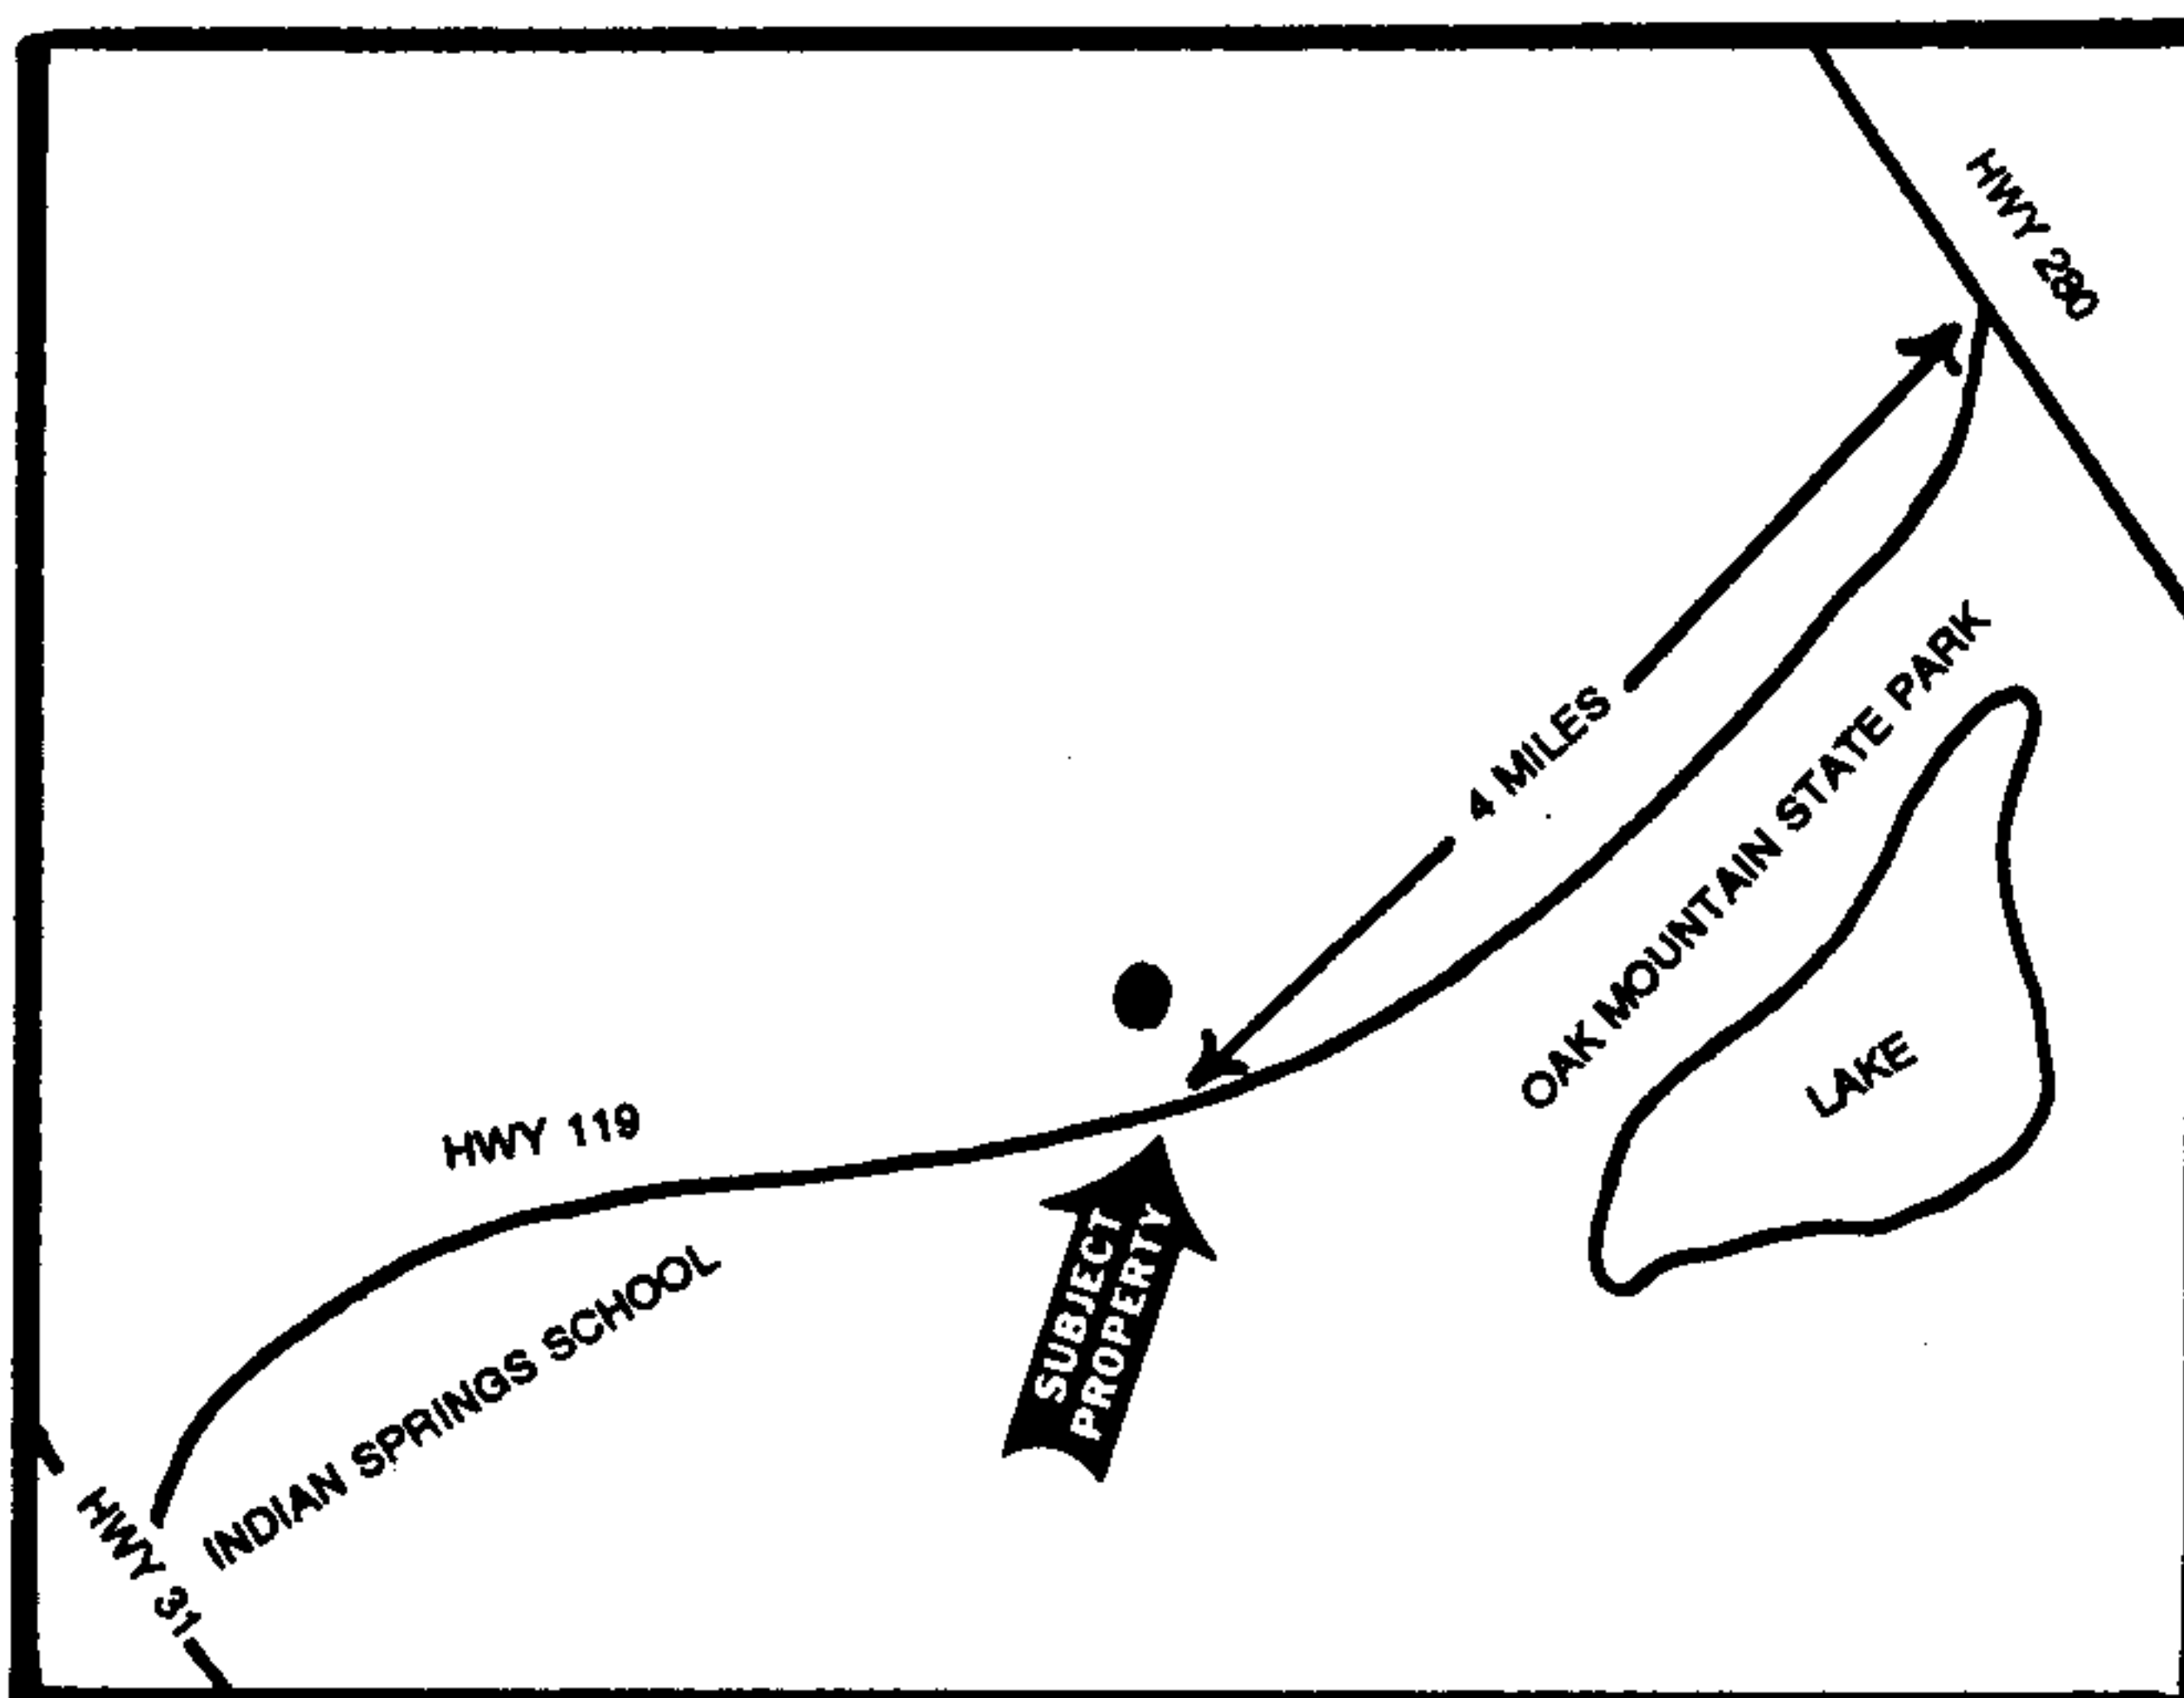 HWY 280
4 MILES
OAK MOUNTAIN STATE PARK
LAKE
HWY 119
SUBJECT
PROPERTY
INDIAN SPRINGS SCHOOL
HWY 31